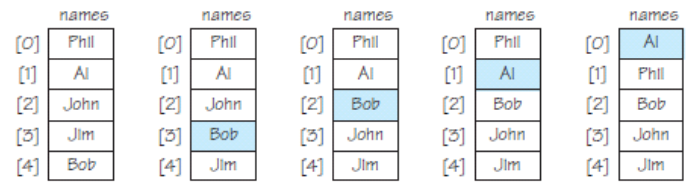 names names names names names
[0] Phil [0] Phil [0] Phil [0] Phil [0] Al
[1] Al [1] Al [1] Al [1] Al [1] Phil
[2] John [2] John [2] Bob [2] Bob [2] Bob
[3] Jim [3] Bob [3] John [3] John [3] John
[4] Bob [4] Jim [4] Jim [4] Jim [4] Jim